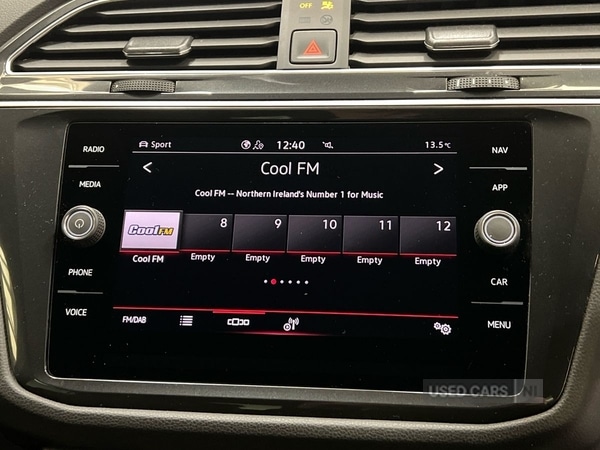 OFF
RADIO
MEDIA
PHONE
VOICE
Sport
12:40
13.5°C
Cool FM
Cool FM -- Northern Ireland's Number 1 for Music
CoolFM
8
9
10
11
12
Cool FM
Empty
Empty
Empty
Empty
Empty
FM/DAB
NAV
APP
CAR
MENU
USED CARS NI